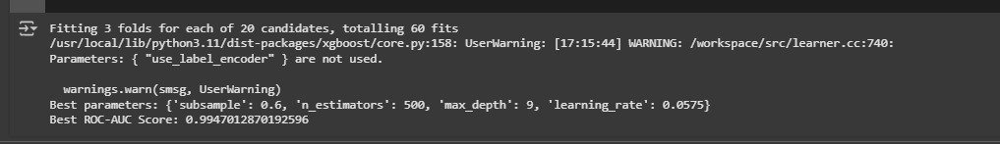 Fitting 3 folds for each of 20 candidates, totalling 60 fits
/usr/local/lib/python3.11/dist-packages/xgboost/core.py:158: UserWarning: [17:15:44] WARNING: /workspace/src/learner.cc:740:
Parameters: { "use_label_encoder" } are not used.
warnings.warn(smsg, UserWarning)
Best parameters: {'subsample': 0.6, 'n_estimators': 500, 'max_depth': 9, 'learning_rate': 0.0575}
Best ROC-AUC Score: 0.9947012870192596